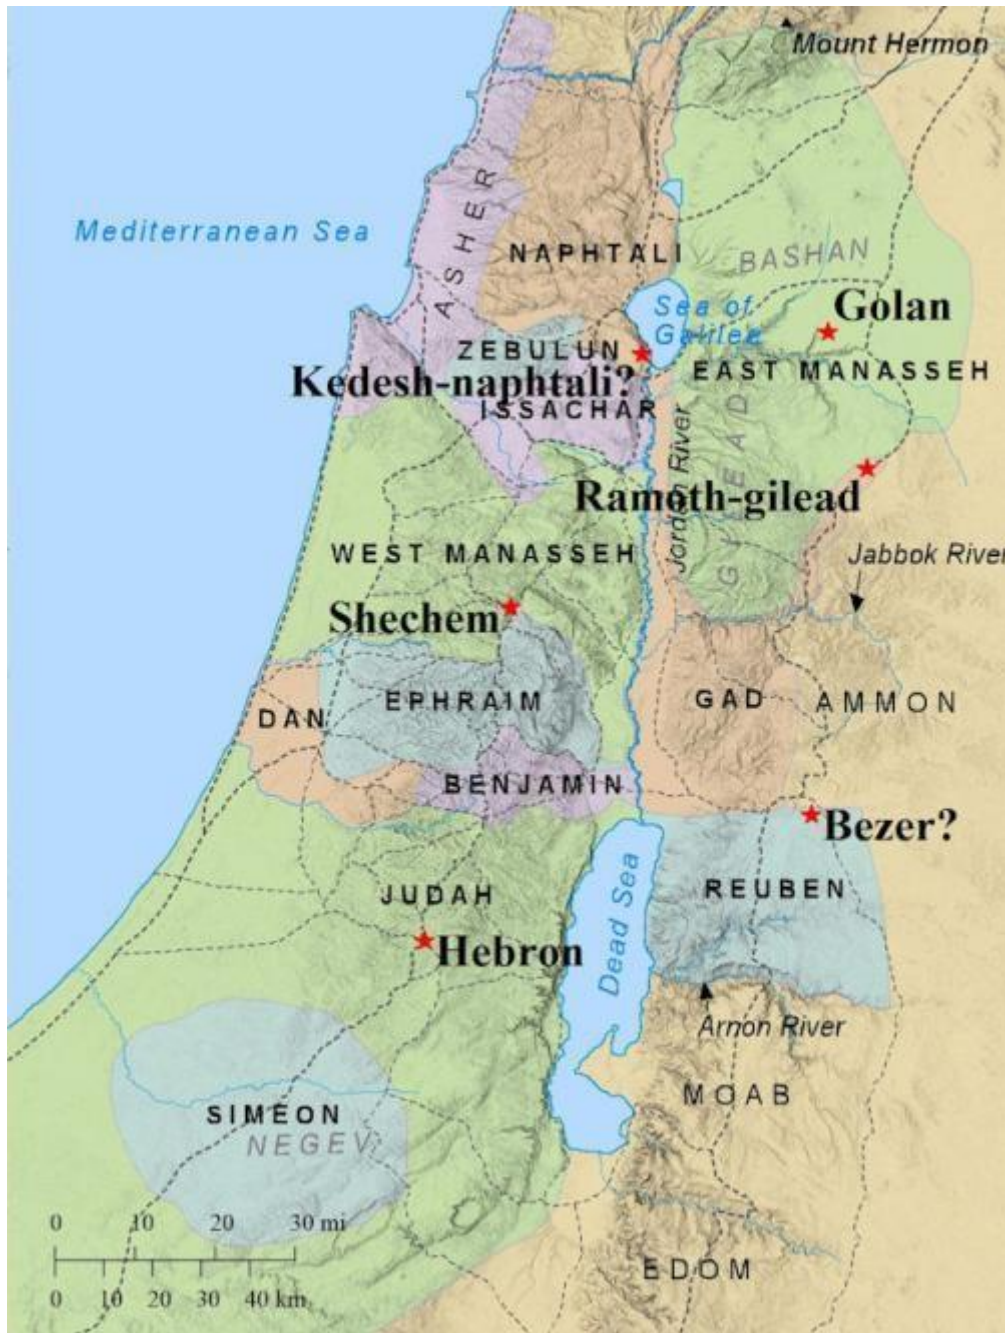 Mount Hermon
Mediterranean Sea
ASHER
NAPHTALI
BASHAN
Sea of
Galilee
Golan
ZEBULUN
EAST MANASSEH
Kedesh-naphtali?
ISSACHAR
GILEAD
Jordan River
Ramoth-gilead
WEST MANASSEH
Jabbok River
Shechem
EPHRAIM
DAN
GAD
AMMON
BENJAMIN
Bezer?
JUDAH
REUBEN
Dead Sea
Hebron
Arnon River
MOAB
SIMEON
NEGEV
0 10 20 30 mi
0 10 20 30 40 km
EDOM